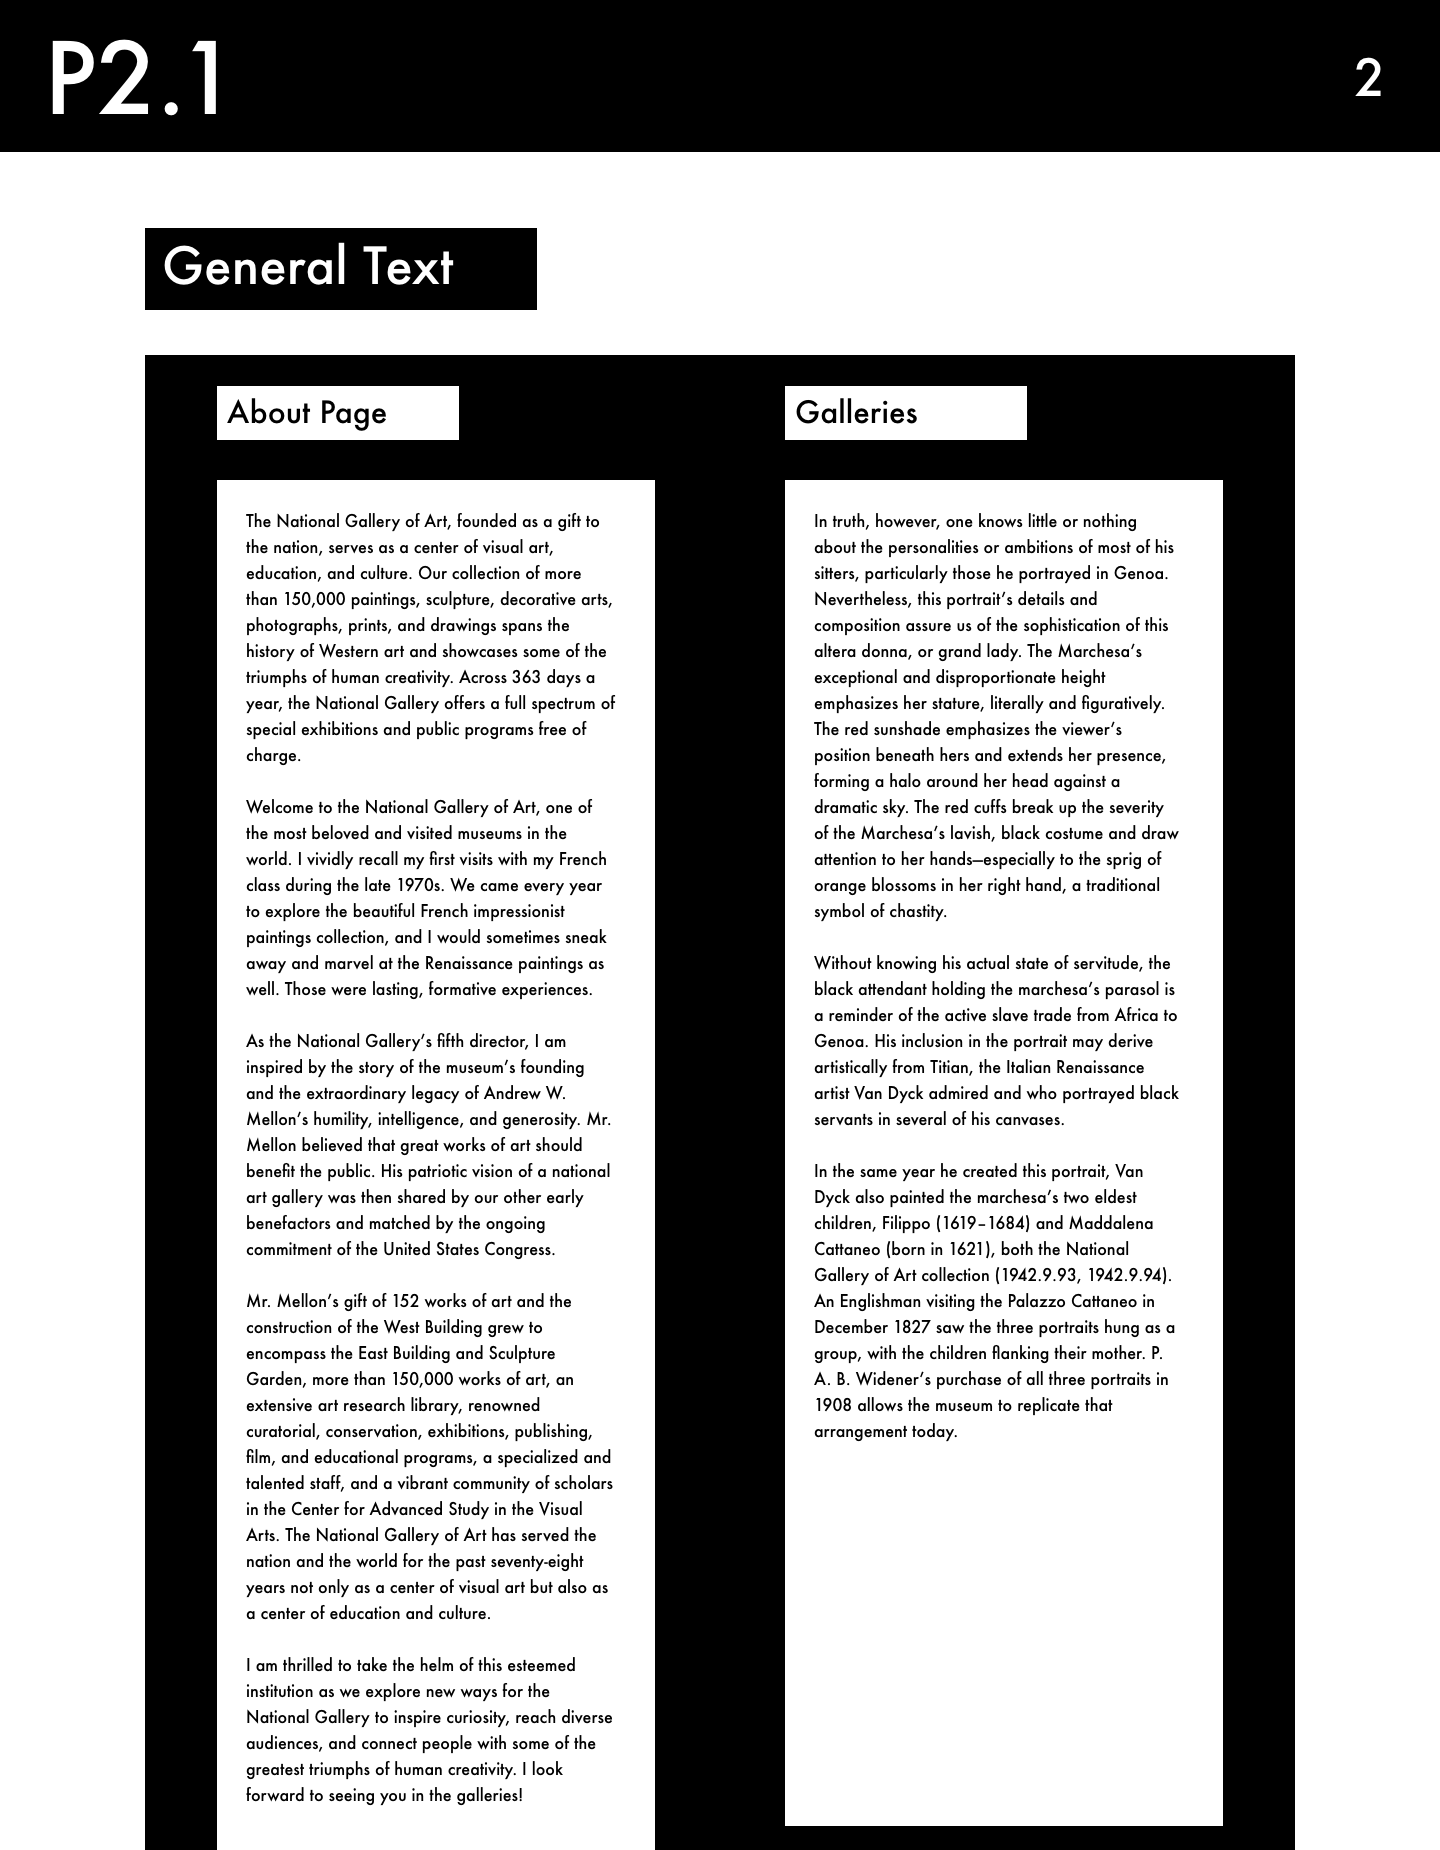 P2.1
2
General Text
About Page
The National Gallery of Art, founded as a gift to
the nation, serves as a center of visual art,
education, and culture. Our collection of more
than 150,000 paintings, sculpture, decorative arts,
photographs, prints, and drawings spans the
history of Western art and showcases some of the
triumphs of human creativity. Across 363 days a
year, the National Gallery offers a full spectrum of
special exhibitions and public programs free of
charge.
Welcome to the National Gallery of Art, one of
the most beloved and visited museums in the
world. I vividly recall my first visits with my French
class during the late 1970s. We came every year
to explore the beautiful French impressionist
paintings collection, and I would sometimes sneak
away and marvel at the Renaissance paintings as
well. Those were lasting, formative experiences.
As the National Gallery’s fifth director, I am
inspired by the story of the museum’s founding
and the extraordinary legacy of Andrew W.
Mellon’s humility, intelligence, and generosity. Mr.
Mellon believed that great works of art should
benefit the public. His patriotic vision of a national
art gallery was then shared by our other early
benefactors and matched by the ongoing
commitment of the United States Congress.
Mr. Mellon’s gift of 152 works of art and the
construction of the West Building grew to
encompass the East Building and Sculpture
Garden, more than 150,000 works of art, an
extensive art research library, renowned
curatorial, conservation, exhibitions, publishing,
film, and educational programs, a specialized and
talented staff, and a vibrant community of scholars
in the Center for Advanced Study in the Visual
Arts. The National Gallery of Art has served the
nation and the world for the past seventy-eight
years not only as a center of visual art but also as
a center of education and culture.
I am thrilled to take the helm of this esteemed
institution as we explore new ways for the
National Gallery to inspire curiosity, reach diverse
audiences, and connect people with some of the
greatest triumphs of human creativity. I look
forward to seeing you in the galleries!
Galleries
In truth, however, one knows little or nothing
about the personalities or ambitions of most of his
sitters, particularly those he portrayed in Genoa.
Nevertheless, this portrait’s details and
composition assure us of the sophistication of this
altera donna, or grand lady. The Marchesa’s
exceptional and disproportionate height
emphasizes her stature, literally and figuratively.
The red sunshade emphasizes the viewer’s
position beneath hers and extends her presence,
forming a halo around her head against a
dramatic sky. The red cuffs break up the severity
of the Marchesa’s lavish, black costume and draw
attention to her hands—especially to the sprig of
orange blossoms in her right hand, a traditional
symbol of chastity.
Without knowing his actual state of servitude, the
black attendant holding the marchesa’s parasol is
a reminder of the active slave trade from Africa to
Genoa. His inclusion in the portrait may derive
artistically from Titian, the Italian Renaissance
artist Van Dyck admired and who portrayed black
servants in several of his canvases.
In the same year he created this portrait, Van
Dyck also painted the marchesa’s two eldest
children, Filippo (1619–1684) and Maddalena
Cattaneo (born in 1621), both the National
Gallery of Art collection (1942.9.93, 1942.9.94).
An Englishman visiting the Palazzo Cattaneo in
December 1827 saw the three portraits hung as a
group, with the children flanking their mother. P.
A. B. Widener’s purchase of all three portraits in
1908 allows the museum to replicate that
arrangement today.